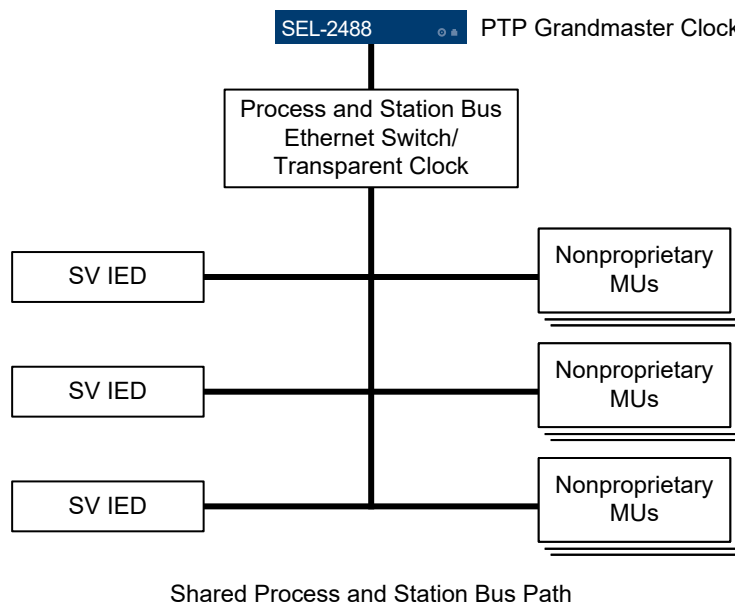 SEL-2488
PTP Grandmaster Clock
Process and Station Bus
Ethernet Switch/
Transparent Clock
SV IED
Nonproprietary
MUs
SV IED
Nonproprietary
MUs
SV IED
Nonproprietary
MUs
Shared Process and Station Bus Path